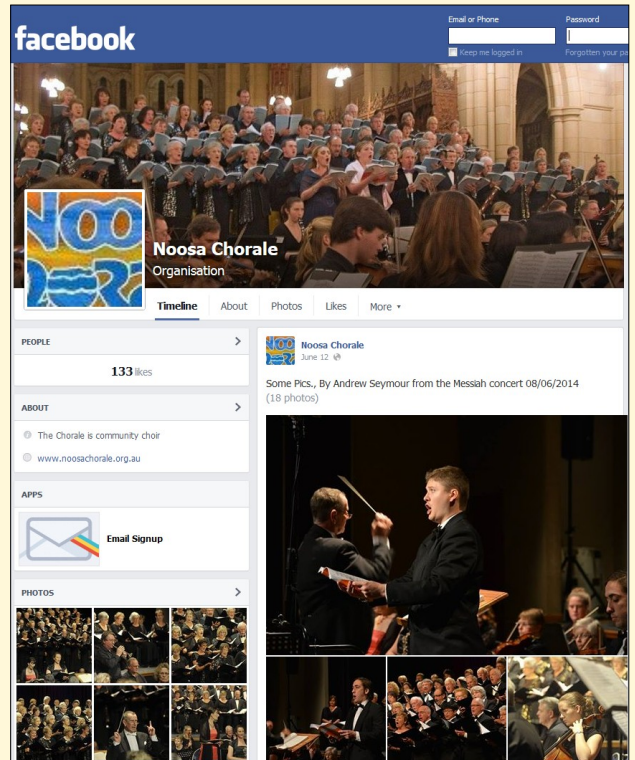 facebook
Email or Phone
Password
Keep me logged in
Forgotten your pa
NOO
Noosa Chorale
Organisation
Timeline
About
Photos
Likes
More
PEOPLE
133 likes
ABOUT
The Chorale is community choir
www.noosachorale.org.au
APPS
Email Signup
PHOTOS
Noosa Chorale
June 12
Some Pics., By Andrew Seymour from the Messiah concert 08/06/2014
(18 photos)